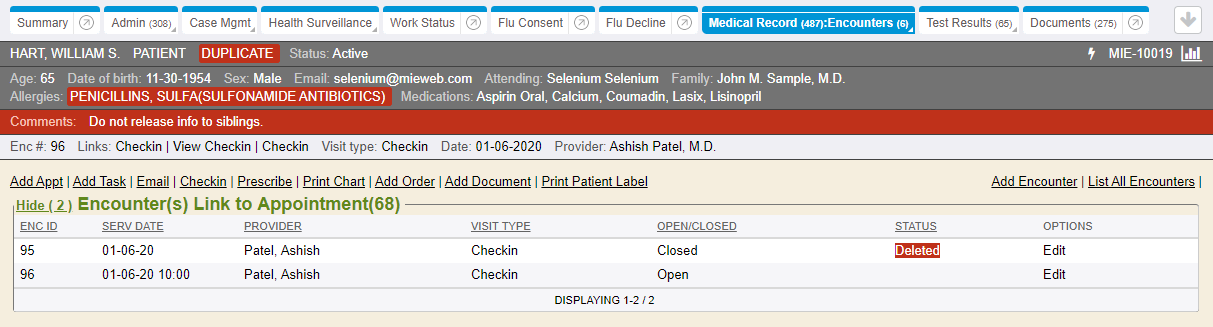 Summary Admin (308) Case Mgmt Health Surveillance Work Status Flu Consent Flu Decline Medical Record (487):Encounters (6) Test Results (65) Documents (275)
HART, WILLIAM S. PATIENT DUPLICATE Status: Active MIE-10019
Age: 65 Date of birth: 11-30-1954 Sex: Male Email: selenium@mieweb.com Attending: Selenium Selenium Family: John M. Sample, M.D.
Allergies: PENICILLINS, SULFA(SULFONAMIDE ANTIBIOTICS) Medications: Aspirin Oral, Calcium, Coumadin, Lasix, Lisinopril
Comments: Do not release info to siblings.
Enc #: 96 Links: Checkin | View Checkin | Checkin Visit type: Checkin Date: 01-06-2020 Provider: Ashish Patel, M.D.
Add Appt | Add Task | Email | Checkin | Prescribe | Print Chart | Add Order | Add Document | Print Patient Label Add Encounter | List All Encounters |
Hide ( 2 ) Encounter(s) Link to Appointment(68)
ENC ID SERV DATE PROVIDER VISIT TYPE OPEN/CLOSED STATUS OPTIONS
95 01-06-20 Patel, Ashish Checkin Closed Deleted Edit
96 01-06-20 10:00 Patel, Ashish Checkin Open Edit
DISPLAYING 1-2 / 2